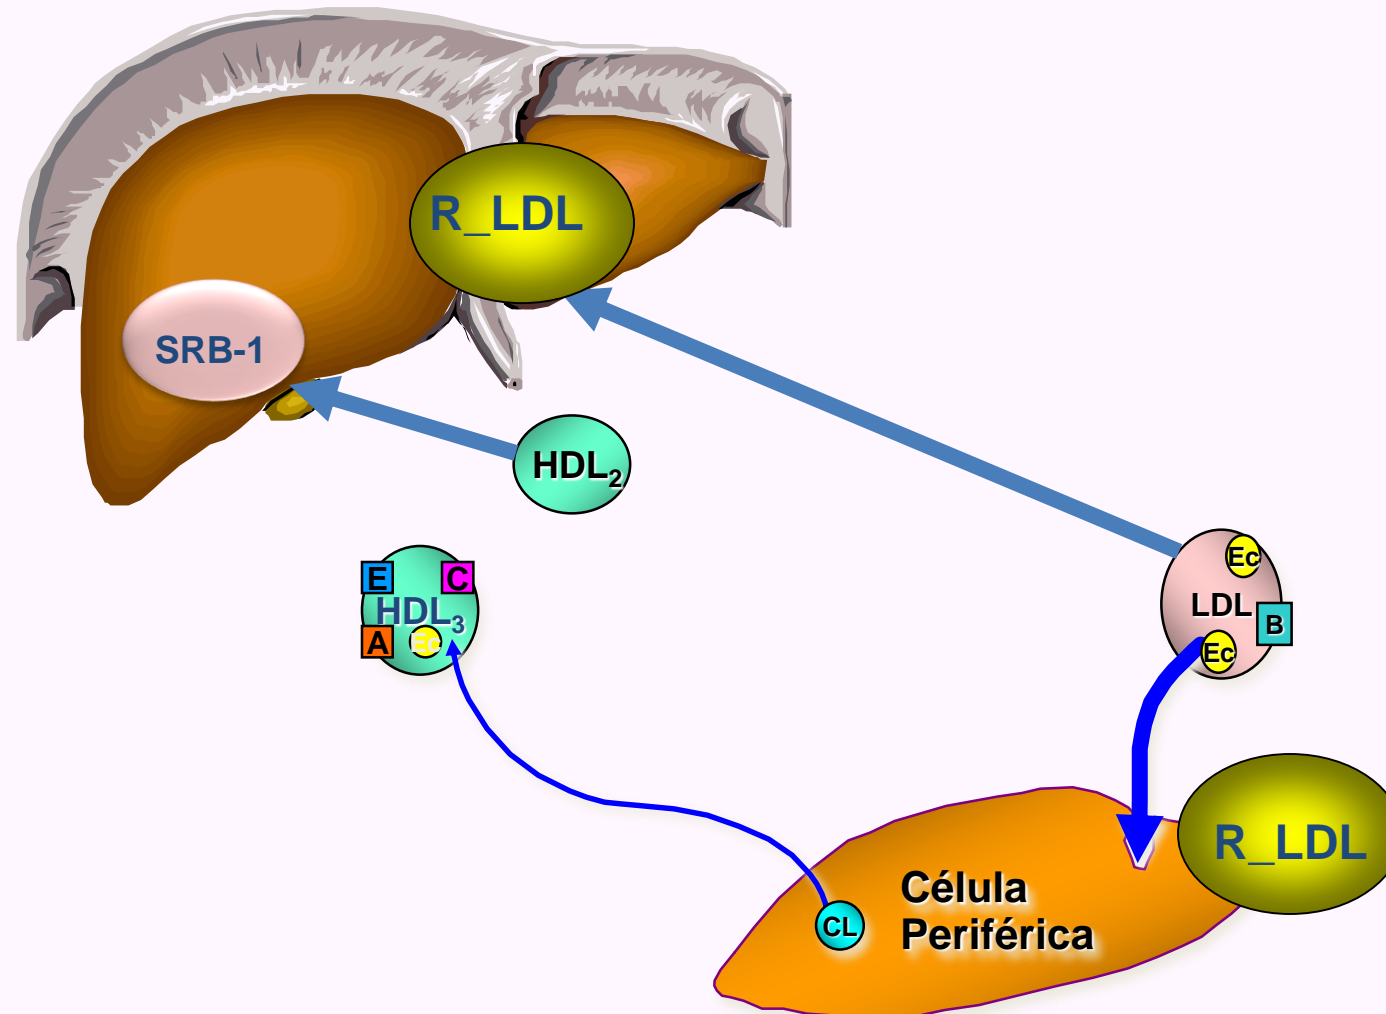 R_LDL
SRB-1
HDL2
E
C
HDL3
A
Ec
Ec
LDL
B
Ec
R_LDL
Célula
Periférica
CL